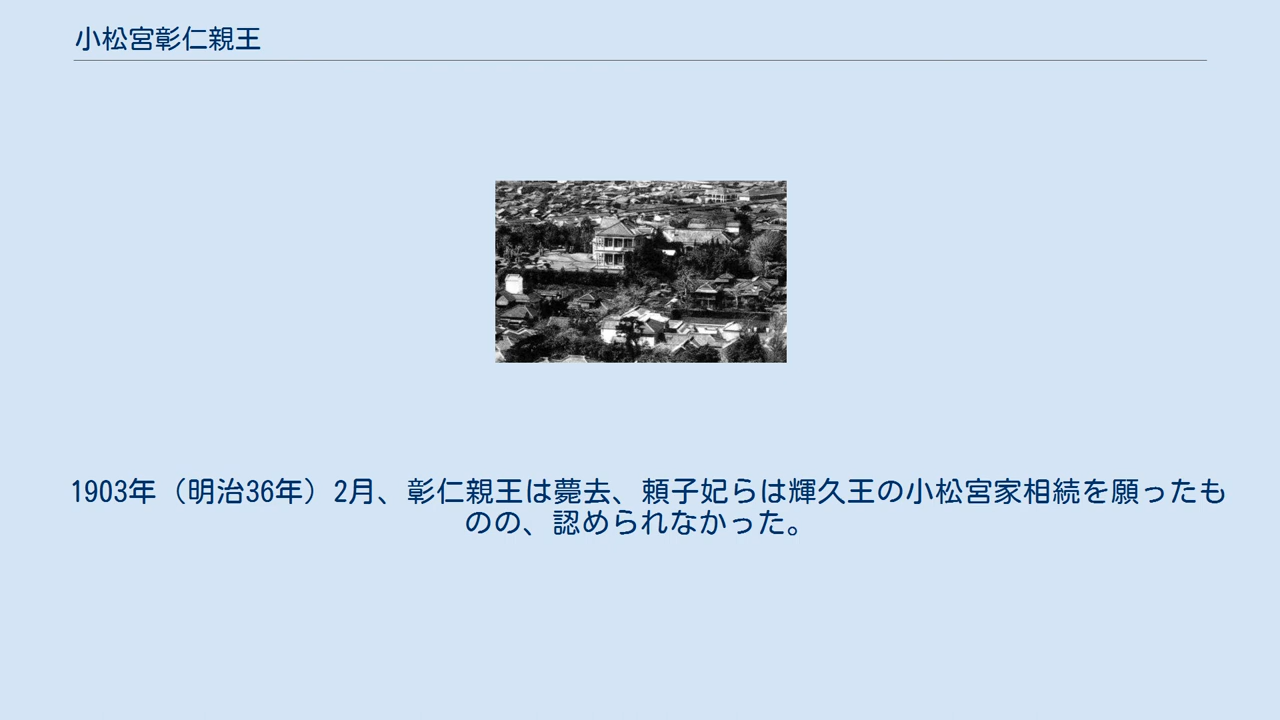 小松宮彰仁親王
1903年（明治36年）2月、彰仁親王は薨去、頼子妃らは輝久王の小松宮家相続を願ったも
のの、認められなかった。